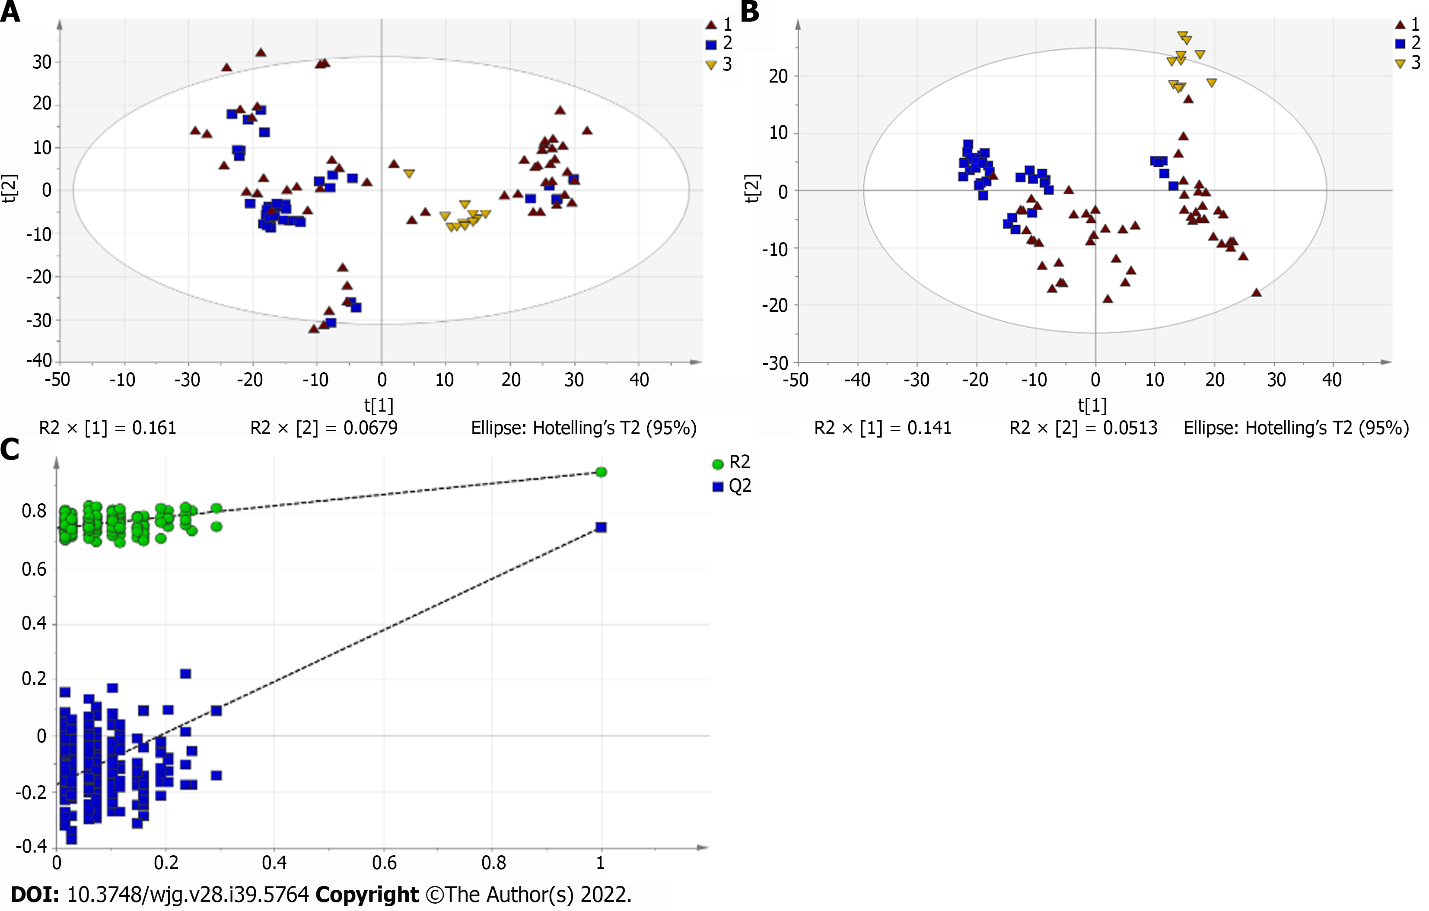 A
1
2
3
t[2]
30
20
10
0
-10
-20
-30
-40
-50 -10 -30 -20 -10 0 10 20 30 40
t[1]
R2 × [1] = 0.161 R2 × [2] = 0.0679 Ellipse: Hotelling's T2 (95%)
B
1
2
3
t[2]
20
10
0
-10
-20
-30
-50 -40 -30 -20 -10 0 10 20 30 40
t[1]
R2 × [1] = 0.141 R2 × [2] = 0.0513 Ellipse: Hotelling's T2 (95%)
C
R2
Q2
0.8
0.6
0.4
0.2
0
-0.2
-0.4
0 0.2 0.4 0.6 0.8 1
DOI: 10.3748/wjg.v28.i39.5764 Copyright ©The Author(s) 2022.